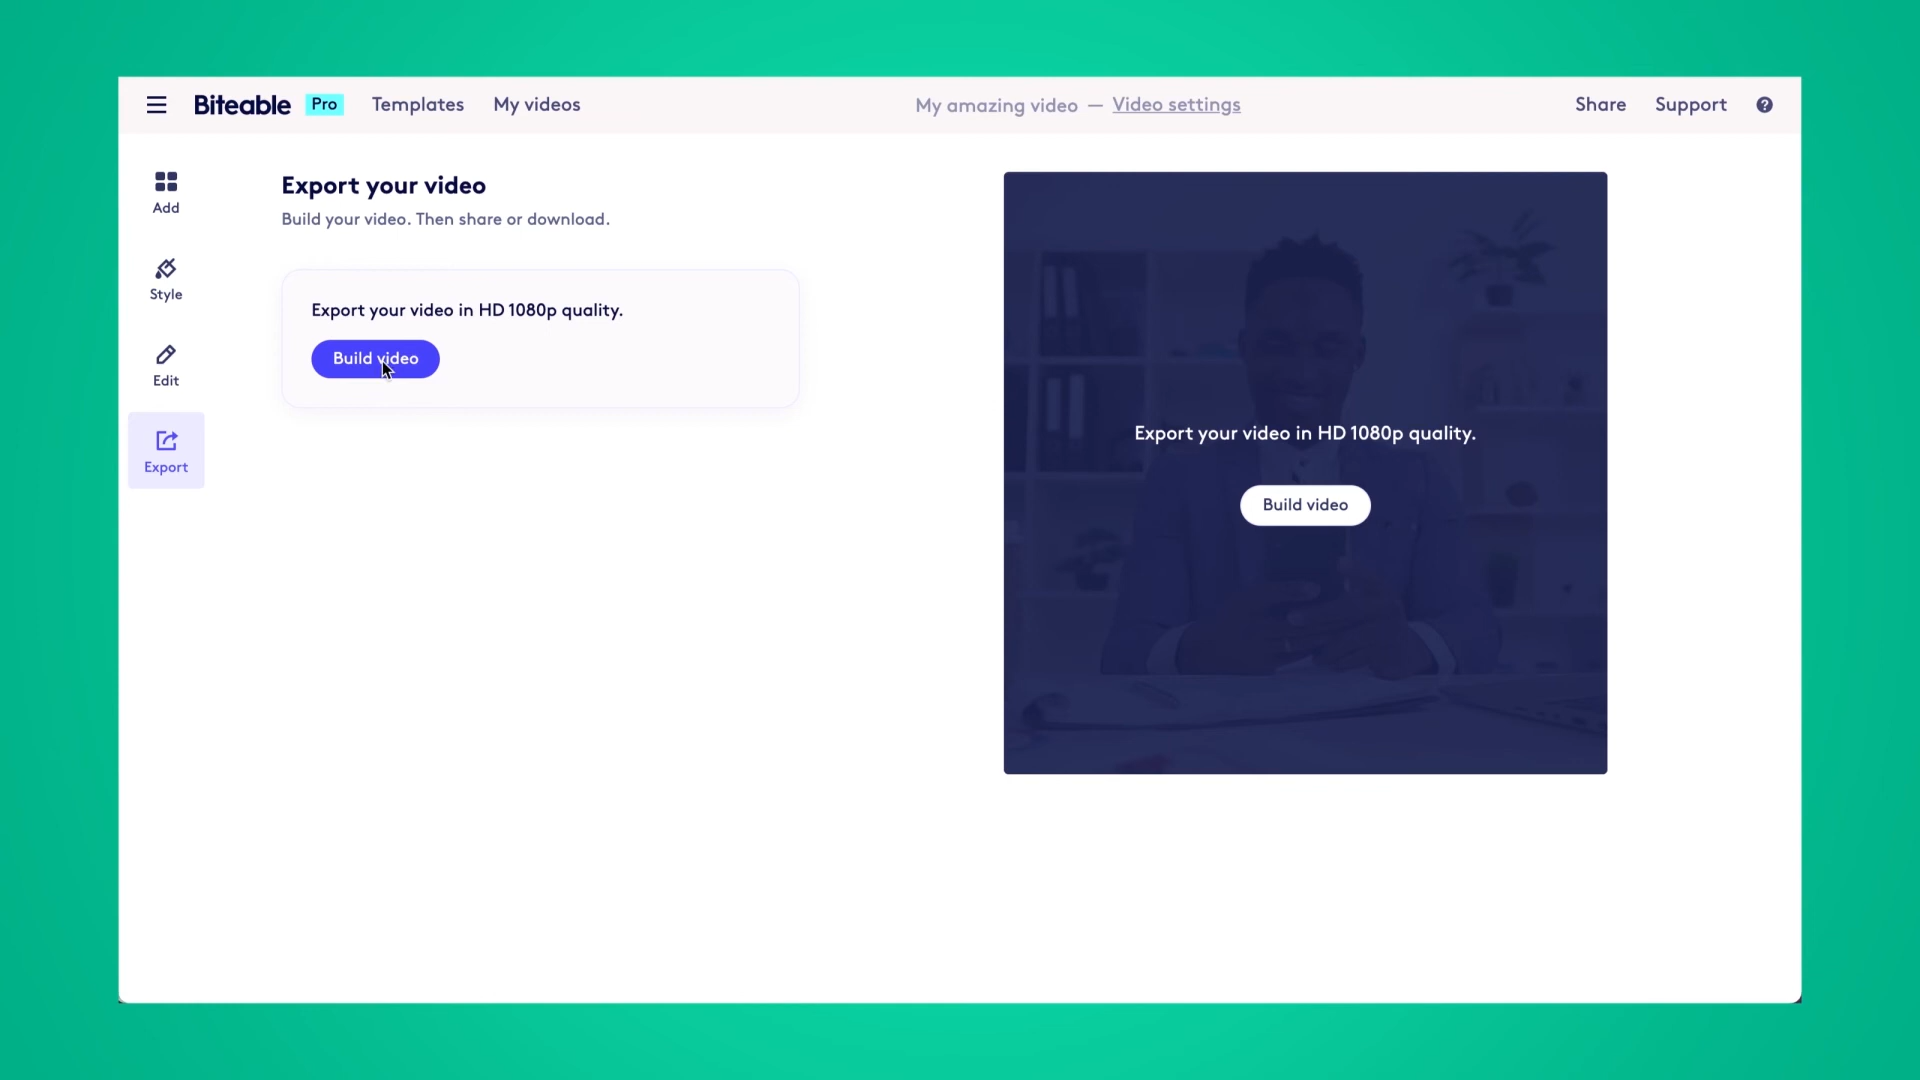 Biteable Pro Templates My videos My amazing video — Video settings Share Support ?
Add
Style
Edit
Export
Export your video
Build your video. Then share or download.
Export your video in HD 1080p quality.
Build video
Export your video in HD 1080p quality.
Build video